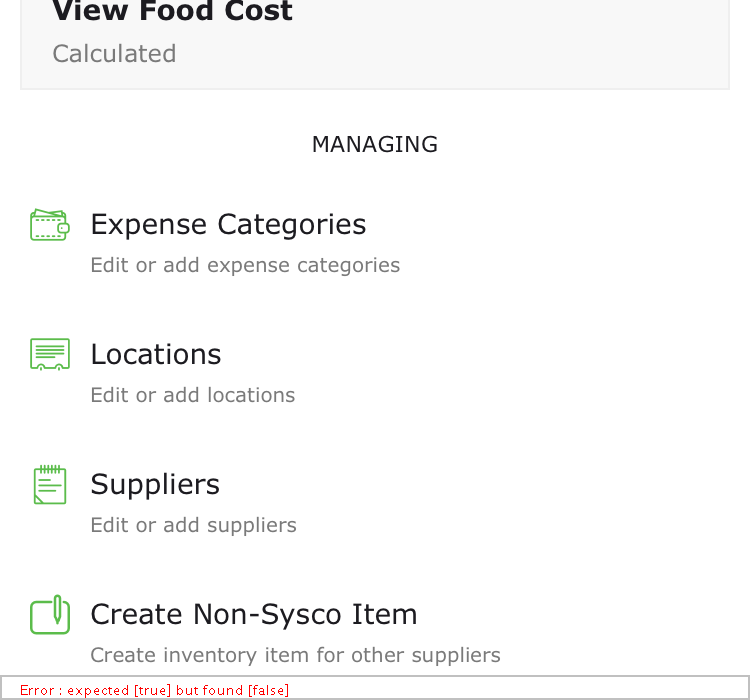 View Food Cost
Calculated
MANAGING
Expense Categories
Edit or add expense categories
Locations
Edit or add locations
Suppliers
Edit or add suppliers
Create Non-Sysco Item
Create inventory item for other suppliers
Error : expected [true] but found [false]